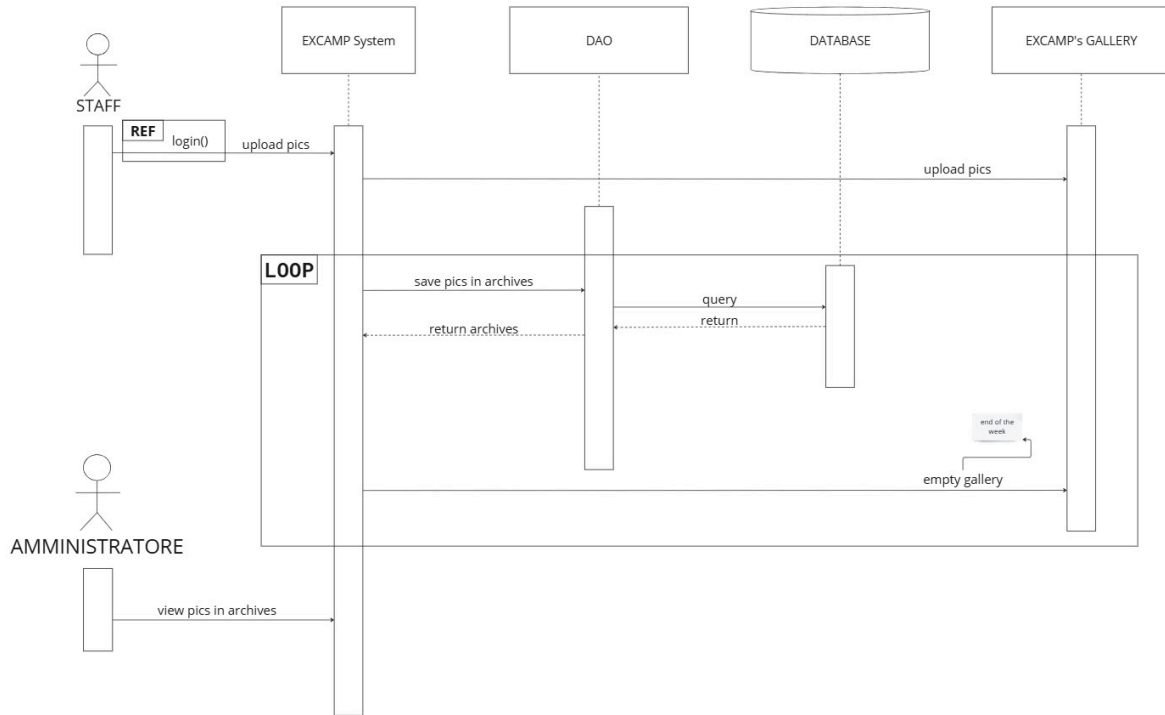 EXCAMP System
DAO
DATABASE
EXCAMP's GALLERY
STAFF
REF
login()
upload pics
upload pics
LOOP
save pics in archives
query
return
return archives
end of the
week
empty gallery
AMMINISTRATORE
view pics in archives